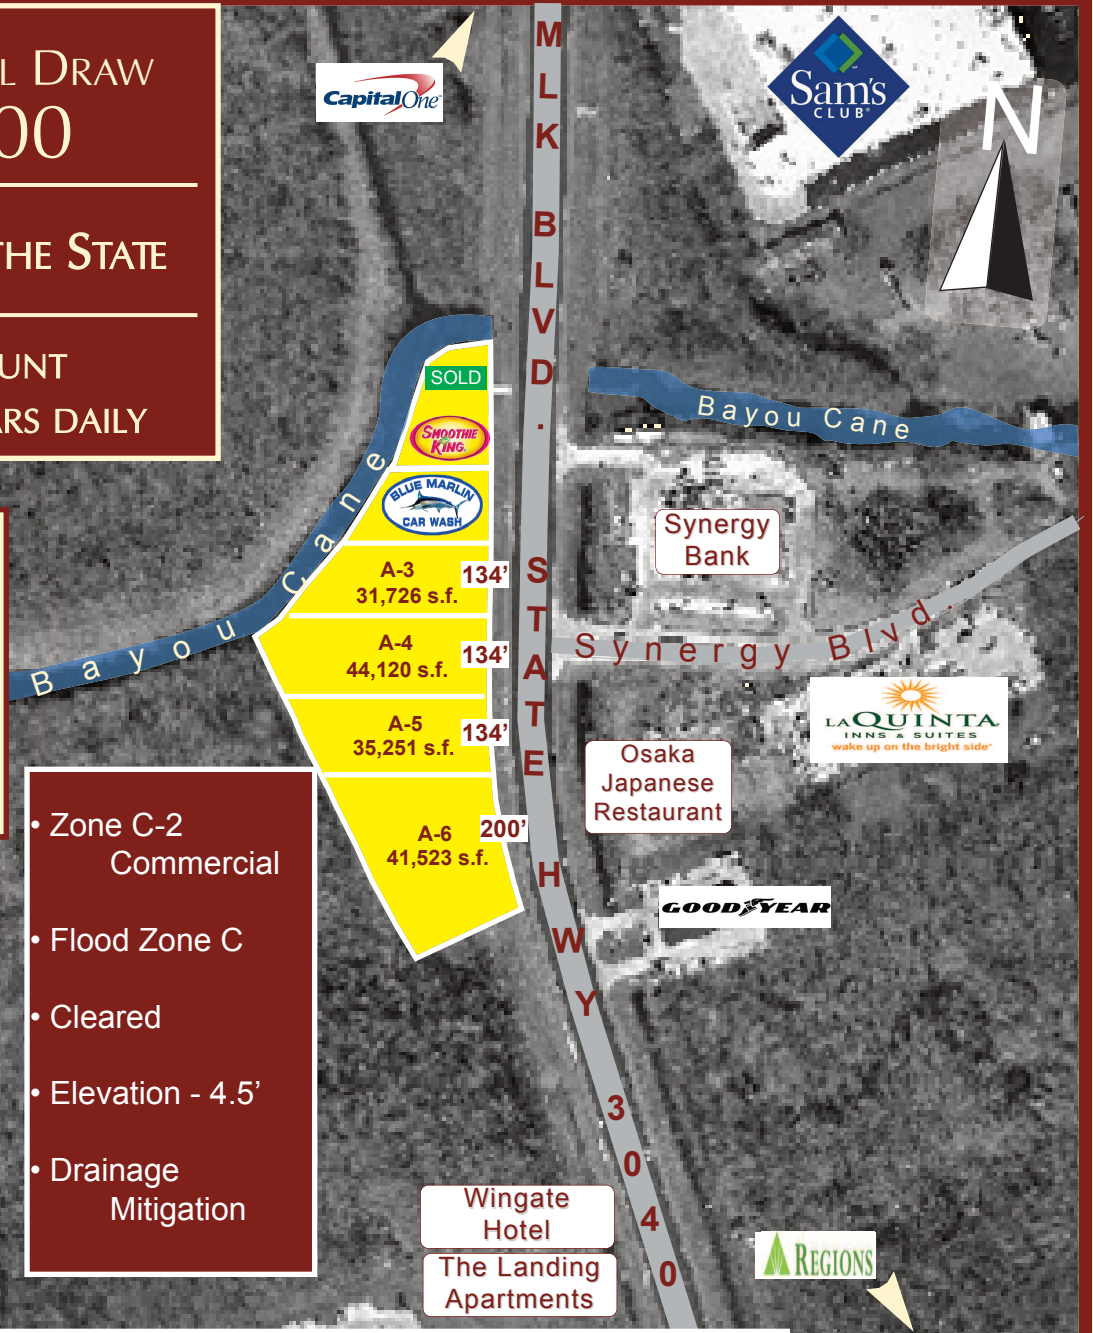 L DRAW
00
THE STATE
UNT
ARS DAILY
CapitalOne
Sam's
CLUB
N
MLK BLVD. STATE HWY 3040
SOLD
SMOOTHIE
KING
BLUE MARLIN
CAR WASH
Bayou Cane
Bayou Cane
Synergy
Bank
Synergy Blvd.
A-3
31,726 s.f.
134’
A-4
44,120 s.f.
134’
A-5
35,251 s.f.
134’
A-6
41,523 s.f.
200’
LAQUINTA
INNS & SUITES
wake up on the bright side
Osaka
Japanese
Restaurant
GOODYEAR
• Zone C-2
Commercial
• Flood Zone C
• Cleared
• Elevation - 4.5’
• Drainage
Mitigation
Wingate
Hotel
The Landing
Apartments
REGIONS